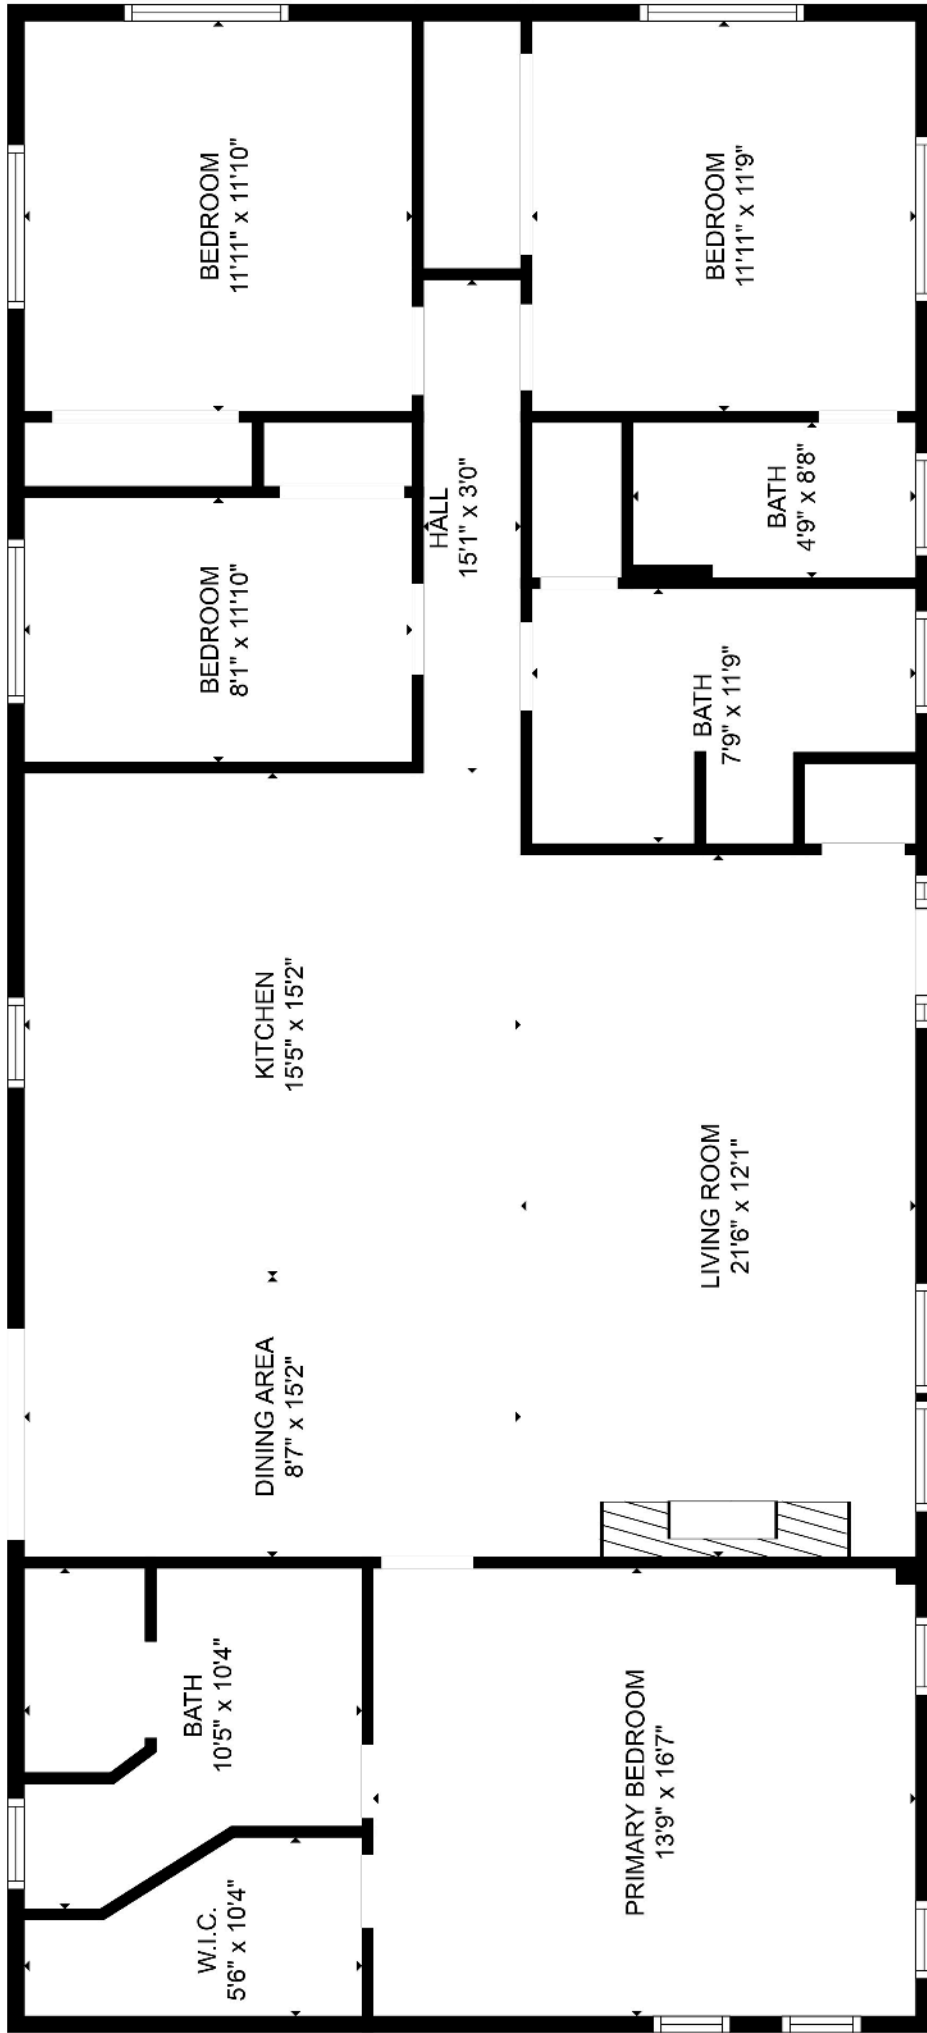 BEDROOM
11'11" x 11'10"
BEDROOM
11'11" x 11'9"
BEDROOM
8'1" x 11'10"
HALL
15'1" x 3'0"
BATH
4'9" x 8'8"
BATH
7'9" x 11'9"
KITCHEN
15'5" x 15'2"
LIVING ROOM
21'6" x 12'1"
DINING AREA
8'7" x 15'2"
BATH
10'5" x 10'4"
PRIMARY BEDROOM
13'9" x 16'7"
W.I.C.
5'6" x 10'4"